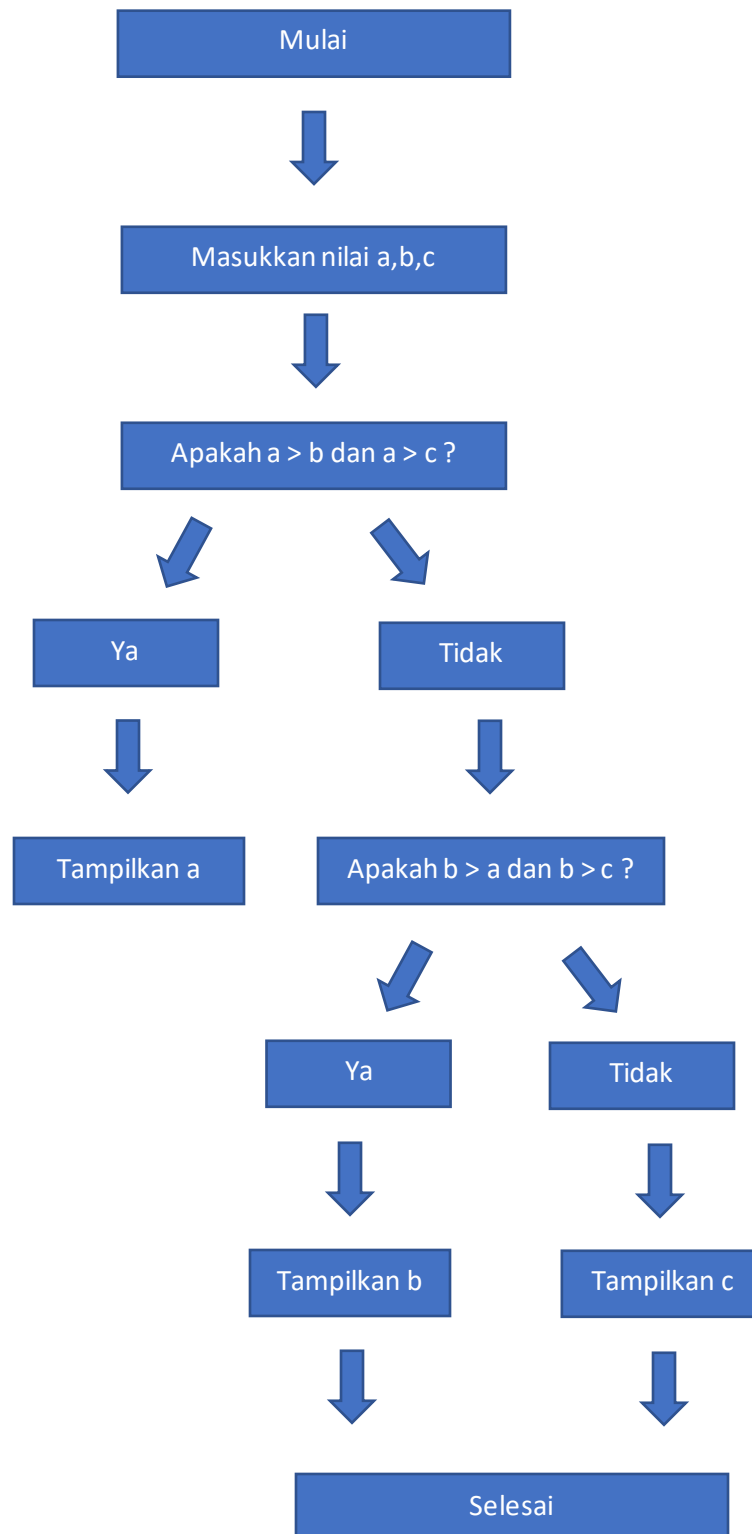 Mulai
Masukkan nilai a,b,c
Apakah a > b dan a > c ?
Ya
Tidak
Tampilkan a
Apakah b > a dan b > c ?
Ya
Tidak
Tampilkan b
Tampilkan c
Selesai